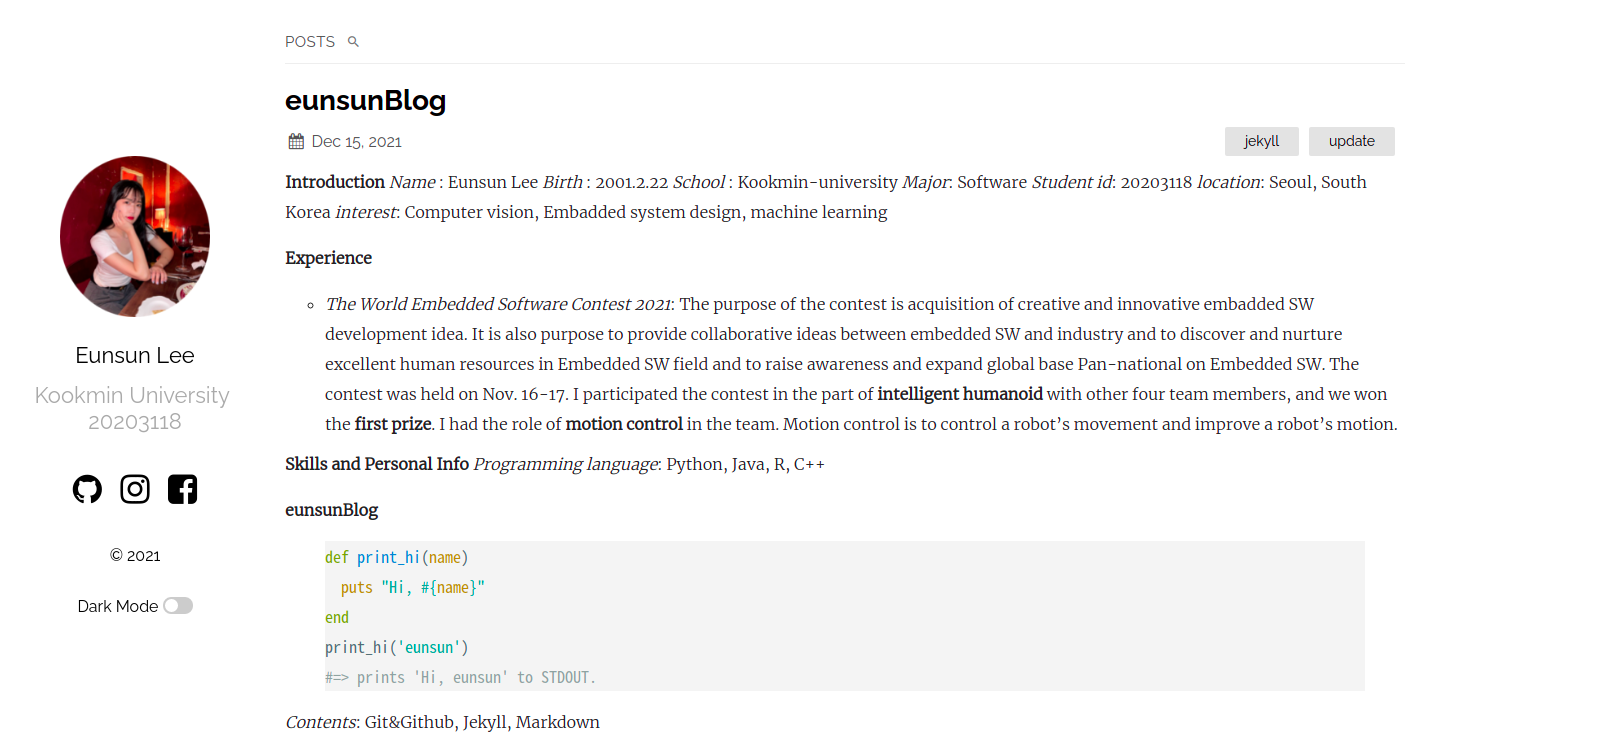 POSTS
eunsunBlog
Dec 15, 2021
jekyll
update
Introduction Name : Eunsun Lee Birth : 2001.2.22 School : Kookmin-university Major: Software Student id: 20203118 location: Seoul, South
Korea interest: Computer vision, Embadded system design, machine learning
Experience
The World Embedded Software Contest 2021: The purpose of the contest is acquisition of creative and innovative embadded SW
development idea. It is also purpose to provide collaborative ideas between embedded SW and industry and to discover and nurture
excellent human resources in Embedded SW field and to raise awareness and expand global base Pan-national on Embedded SW. The
contest was held on Nov. 16-17. I participated the contest in the part of intelligent humanoid with other four team members, and we won
the first prize. I had the role of motion control in the team. Motion control is to control a robot’s movement and improve a robot’s motion.
Skills and Personal Info Programming language: Python, Java, R, C++
eunsunBlog
def print_hi(name)
  puts "Hi, #{name}"
end
print_hi('eunsun')
#=> prints 'Hi, eunsun' to STDOUT.
Contents: Git&Github, Jekyll, Markdown
Eunsun Lee
Kookmin University
20203118
© 2021
Dark Mode